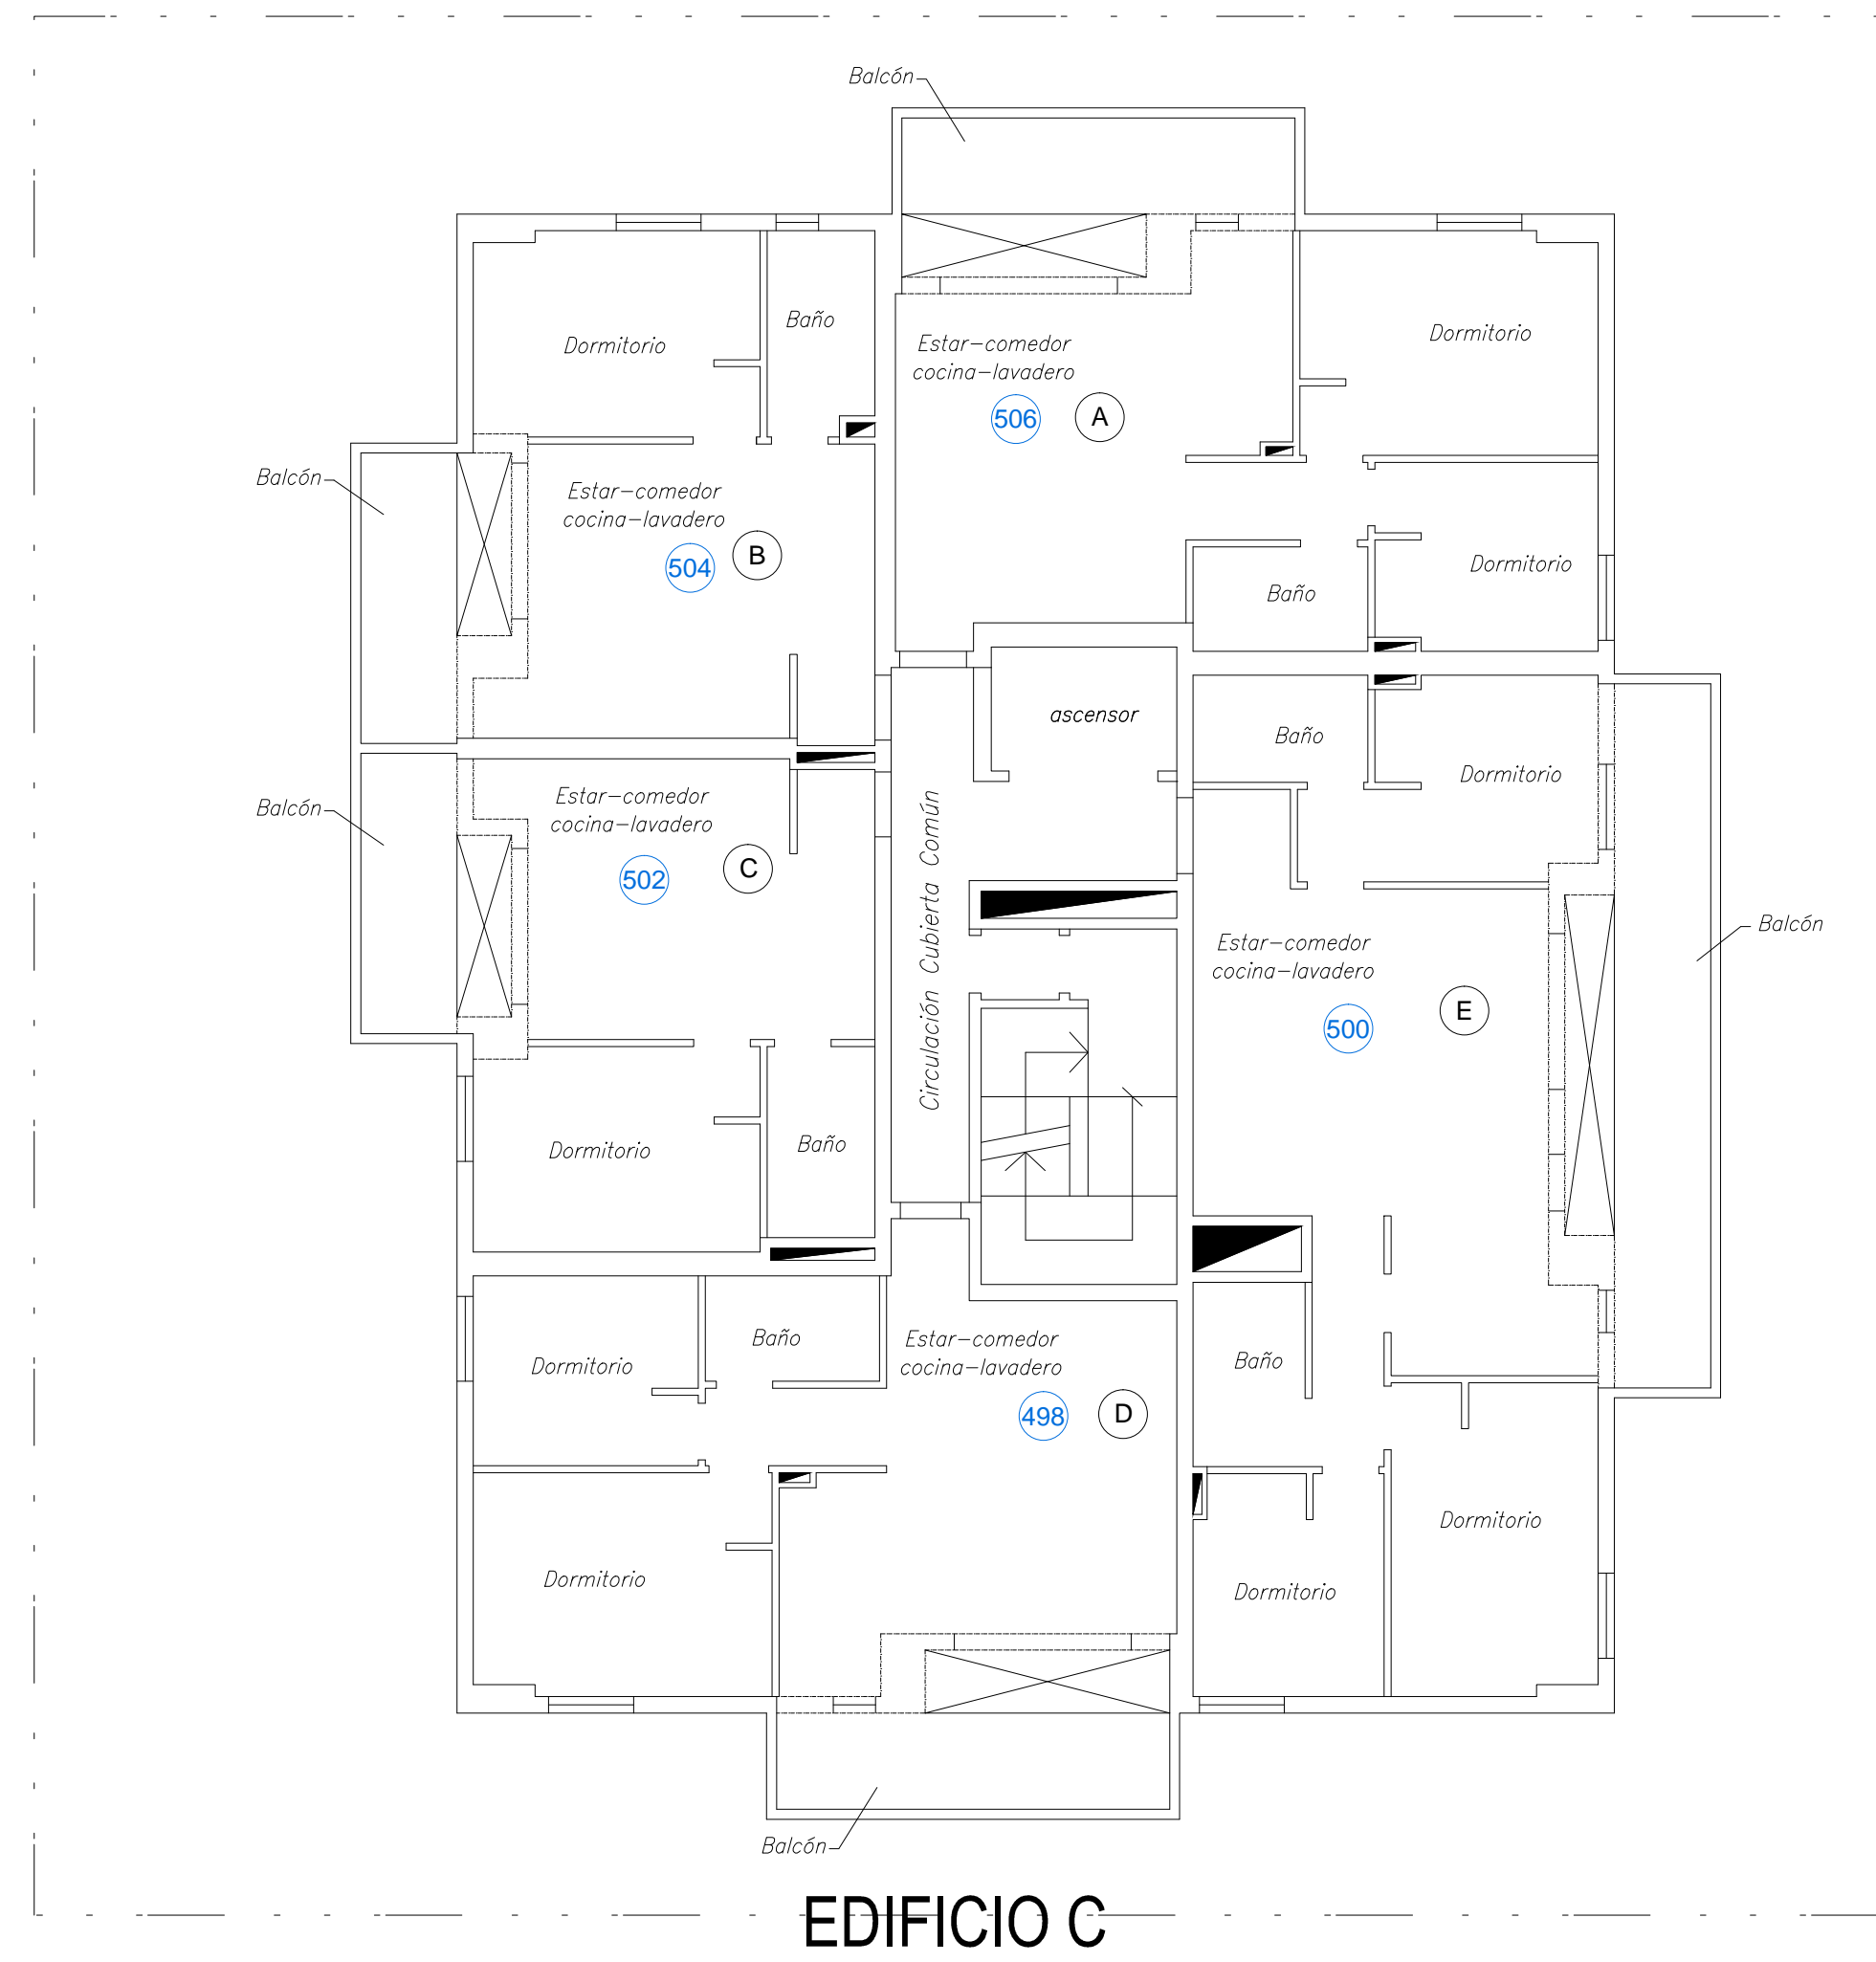 Balcón
Dormitorio
Baño
Estar-comedor
cocina-lavadero
506
A
Dormitorio
Balcón
Estar-comedor
cocina-lavadero
504
B
Baño
Dormitorio
ascensor
Baño
Dormitorio
Balcón
Estar-comedor
cocina-lavadero
502
C
Circulación Cubierta Común
Estar-comedor
cocina-lavadero
500
E
Balcón
Dormitorio
Baño
Dormitorio
Baño
Estar-comedor
cocina-lavadero
498
D
Baño
Dormitorio
Dormitorio
Dormitorio
Balcón
EDIFICIO C